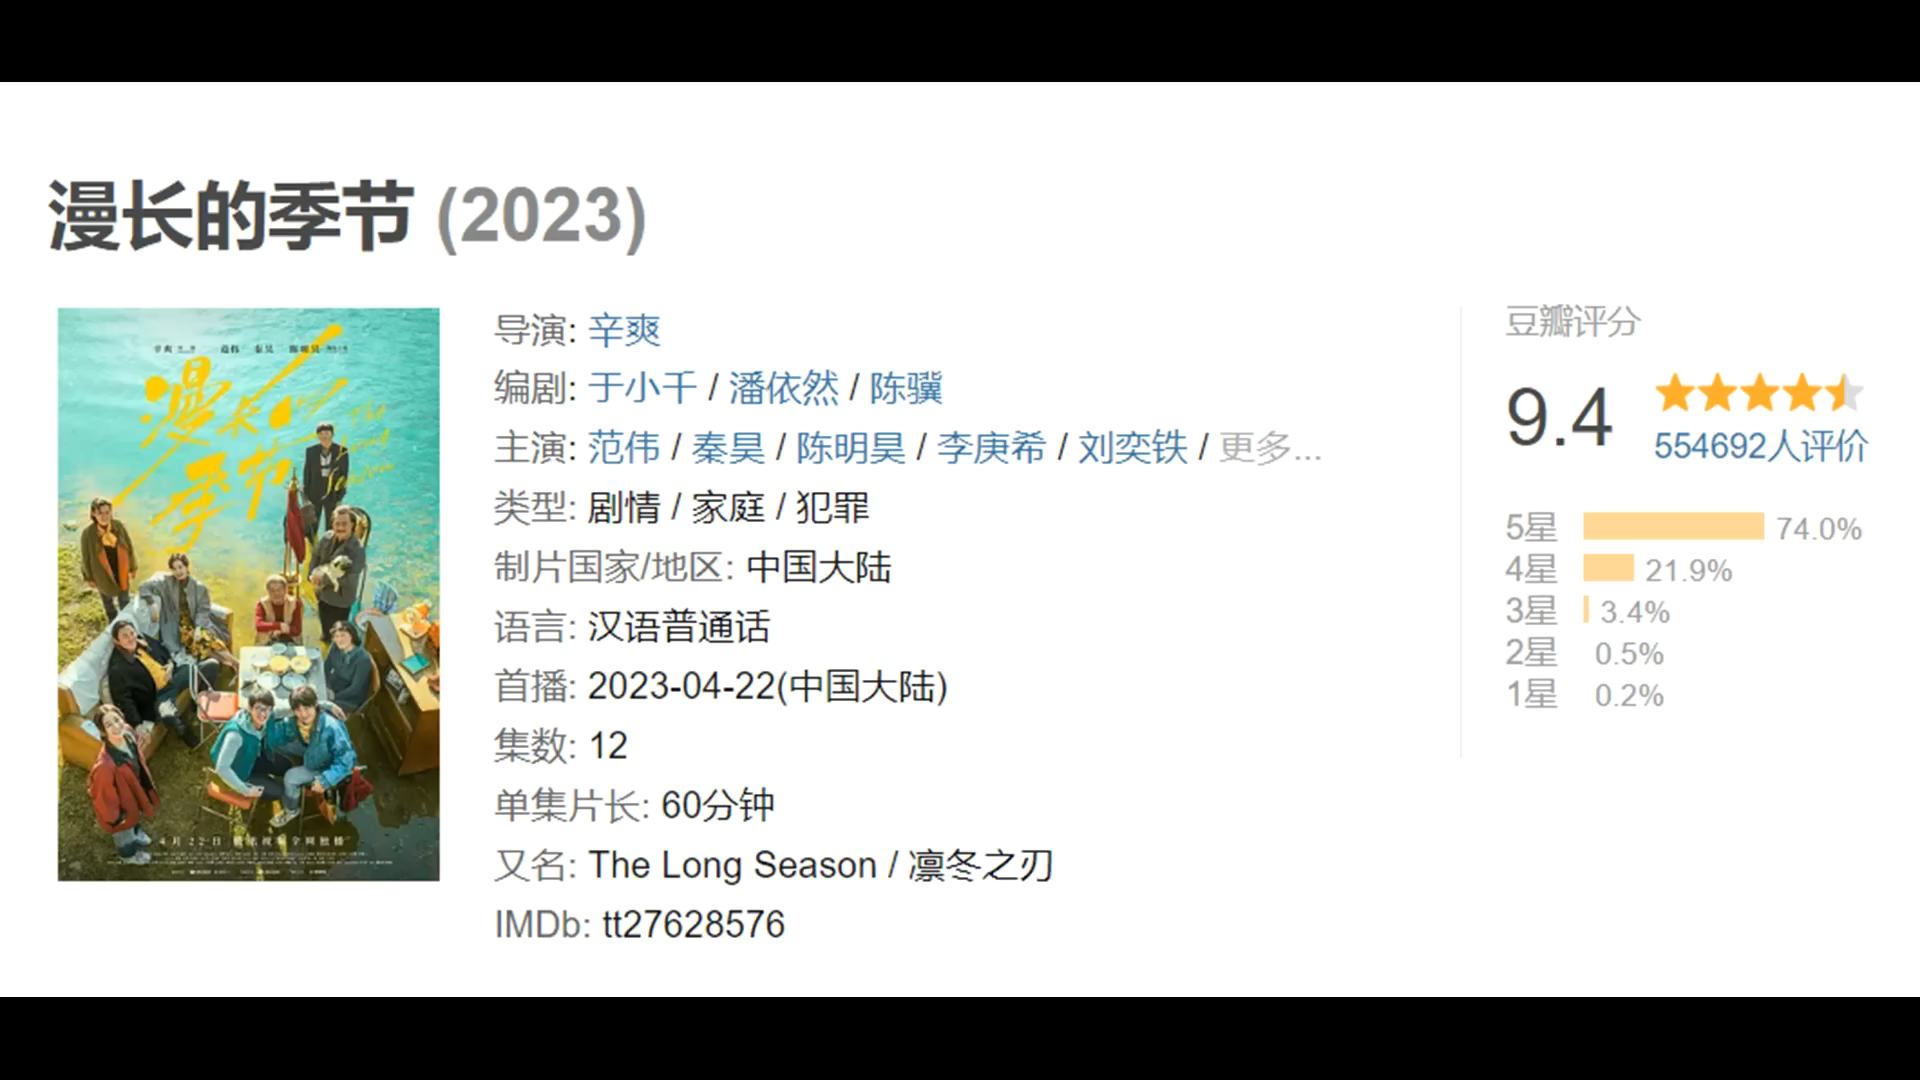 漫长的季节 (2023)
漫长的
季节
The
Long
Season
导演: 辛爽
编剧: 于小千 / 潘依然 / 陈骥
主演: 范伟 / 秦昊 / 陈明昊 / 李庚希 / 刘奕铁 / 更多...
类型: 剧情 / 家庭 / 犯罪
制片国家/地区: 中国大陆
语言: 汉语普通话
首播: 2023-04-22(中国大陆)
集数: 12
单集片长: 60分钟
又名: The Long Season / 凛冬之刃
IMDb: tt27628576
豆瓣评分
9.4
554692人评价
5星 74.0%
4星 21.9%
3星 3.4%
2星 0.5%
1星 0.2%